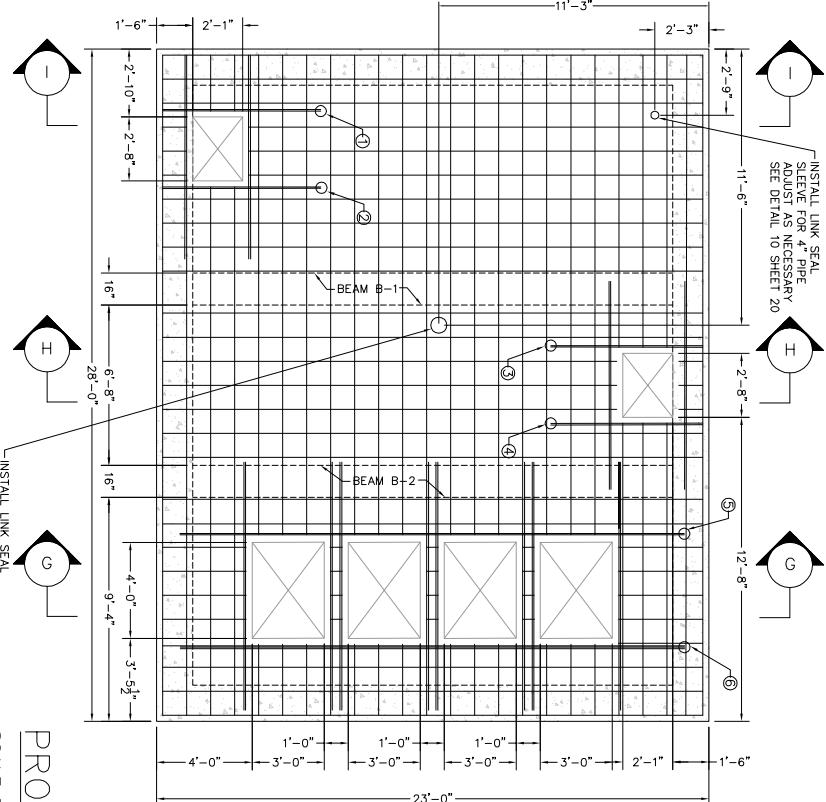 11'-3"
1'-6"
2'-1"
2'-3"
I
I
2'-10"
2'-9"
INSTALL LINK SEAL
SLEEVE FOR 4" PIPE
ADJUST AS NECESSARY
SEE DETAIL 10 SHEET 20
1
2'-8"
11'-6"
2
16"
BEAM B-1
H
H
28'-0"
6'-8"
3
2'-8"
4
INSTALL LINK SEAL
16"
BEAM B-2
5
G
G
12'-8"
4'-0"
9'-4"
3'-5½"
6
PRO
1'-0"
1'-0"
1'-0"
4'-0"
3'-0"
3'-0"
3'-0"
3'-0"
2'-1"
1'-6"
23'-0"